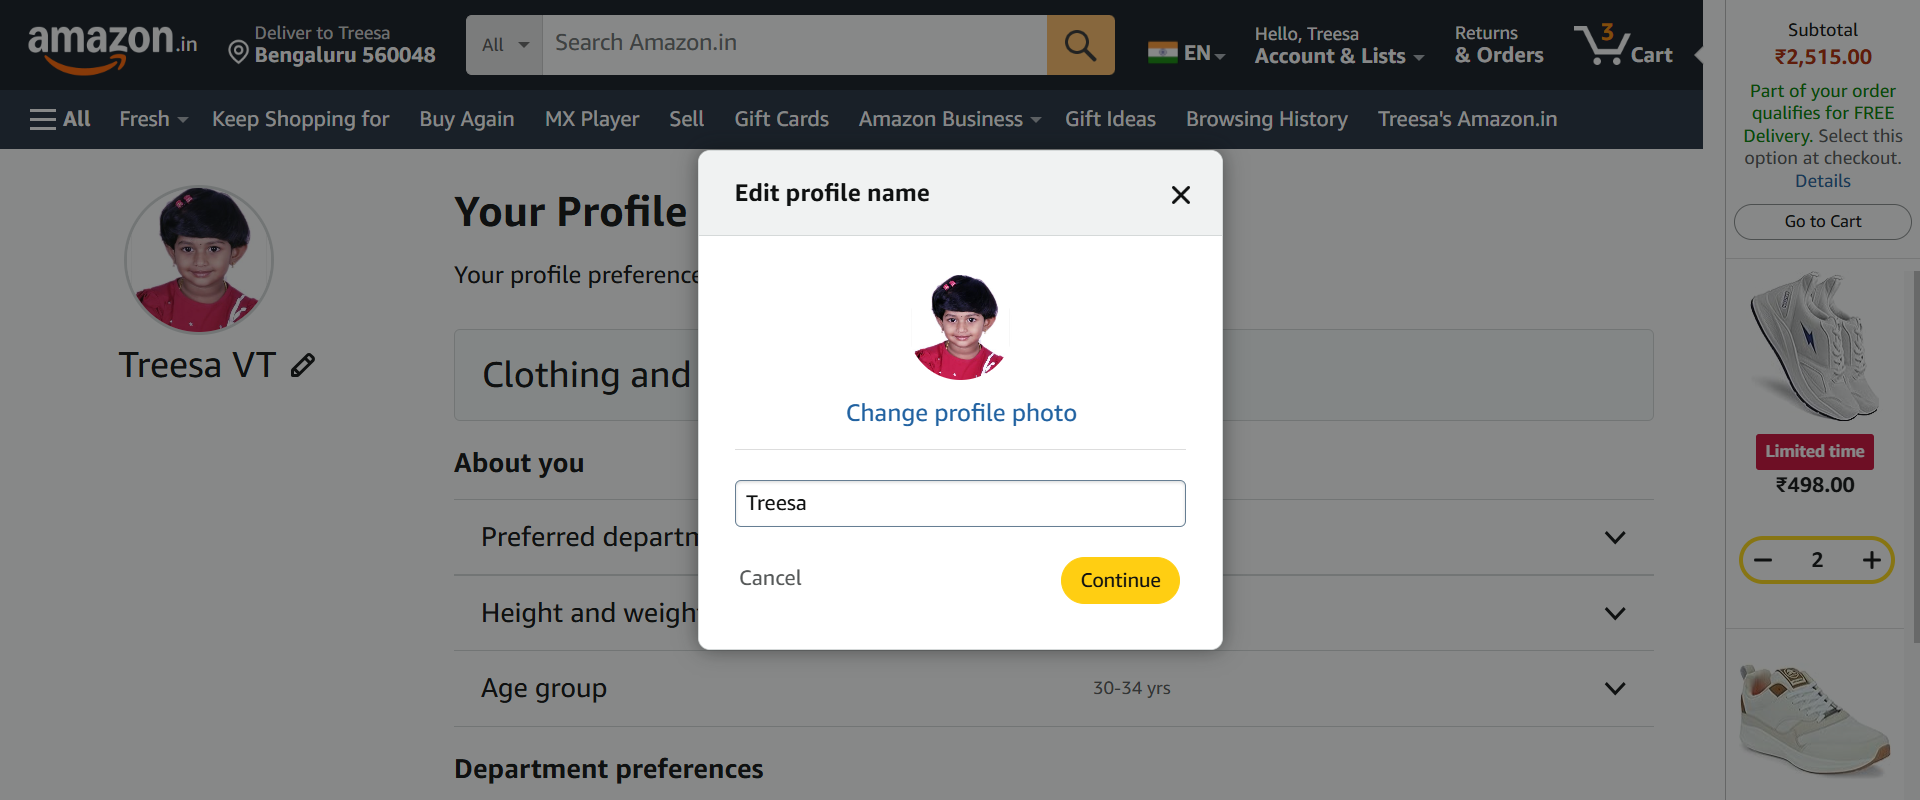 amazon.in
Deliver to Treesa
Bengaluru 560048
All
Search Amazon.in
EN
Hello, Treesa
Account & Lists
Returns
& Orders
3
Cart
All
Fresh
Keep Shopping for
Buy Again
MX Player
Sell
Gift Cards
Amazon Business
Gift Ideas
Browsing History
Treesa's Amazon.in
Subtotal
₹2,515.00
Part of your order
qualifies for FREE
Delivery. Select this
option at checkout.
Details
Go to Cart
Limited time
₹498.00
2
Treesa VT
Your Profile
Your profile preference
Clothing and
About you
Preferred departn
Height and weigh
Age group
30-34 yrs
Department preferences
Edit profile name
Change profile photo
Treesa
Cancel
Continue